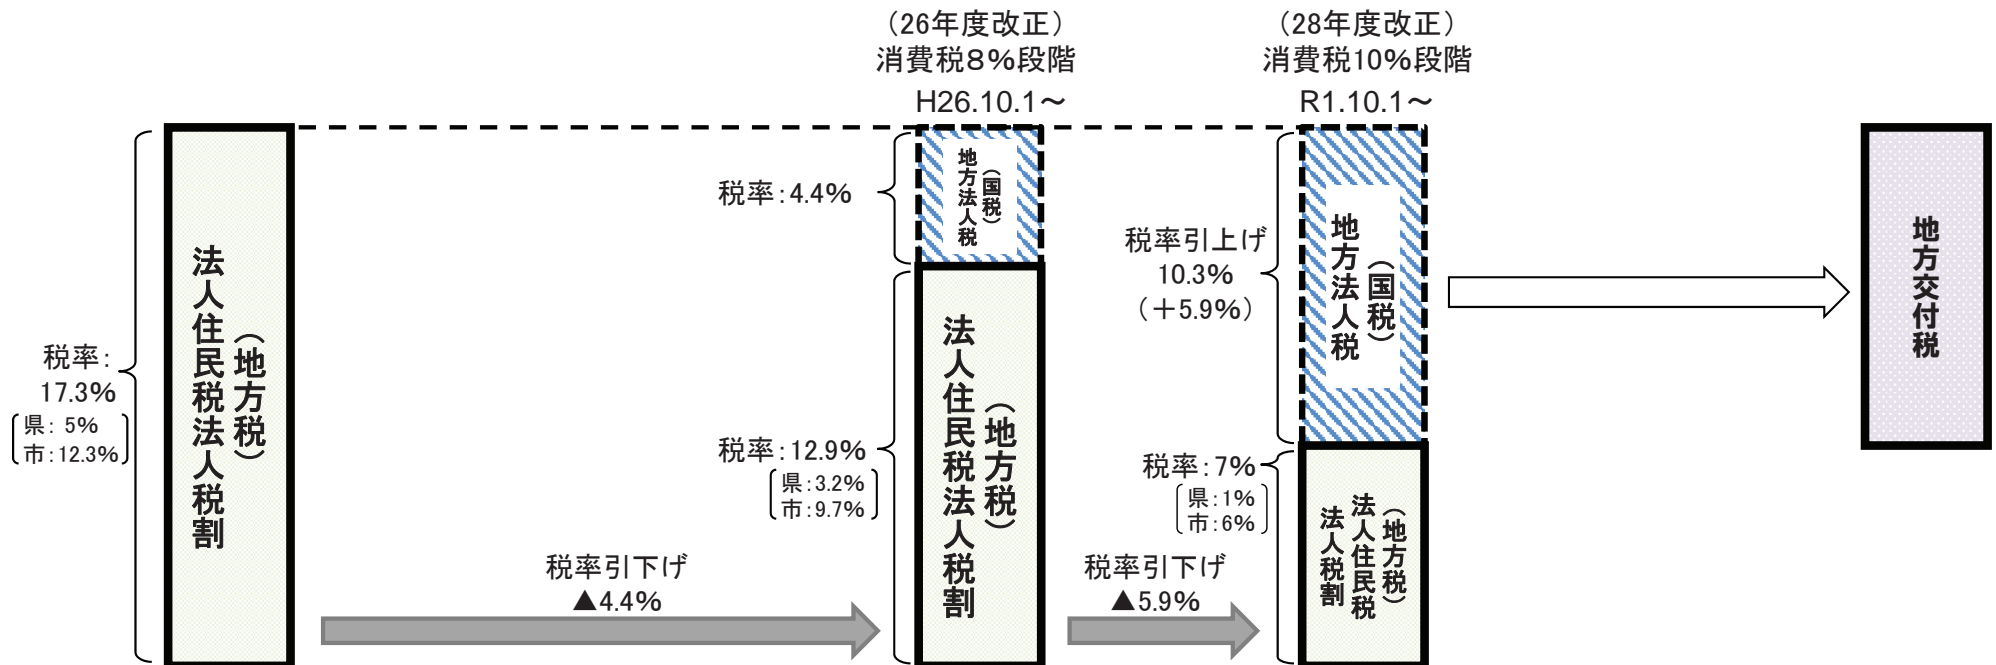 （26年度改正）
消費税8％段階
H26.10.1～
（28年度改正）
消費税10％段階
R1.10.1～
税率：
17.3％
県： 5％
市：12.3％
（地方税）
法人住民税法人税割
税率引下げ
▲4.4％
税率：4.4％
（国税）
地方法人税
税率：12.9％
県：3.2％
市：9.7％
（地方税）
法人住民税法人税割
税率引下げ
▲5.9％
税率引上げ
10.3％
（＋5.9％）
（国税）
地方法人税
税率：7％
県：1％
市：6％
（地方税）
法人住民税
法人税割
地方交付税